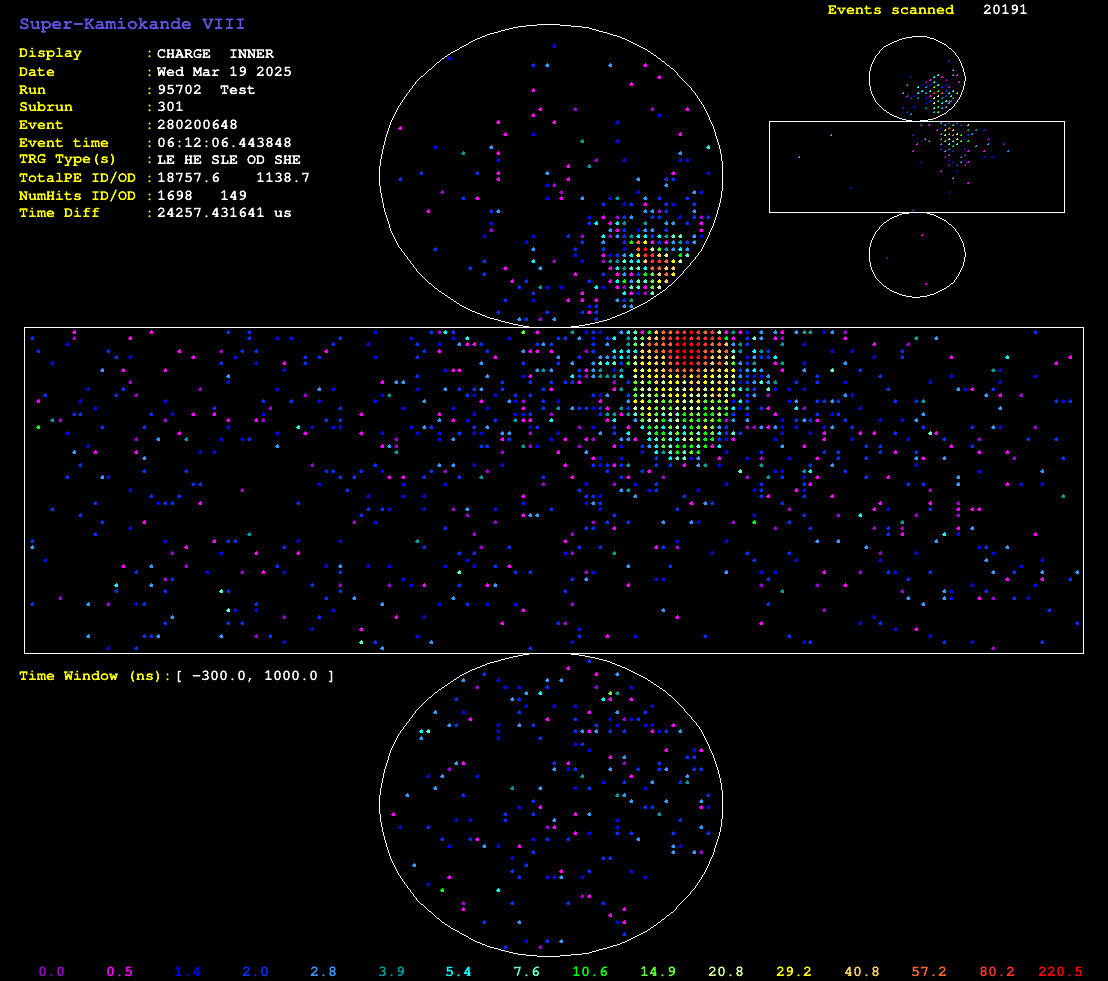 Events scanned 20191
Super-Kamiokande VIII
Display : CHARGE INNER
Date : Wed Mar 19 2025
Run : 95702 Test
Subrun : 301
Event : 280200648
Event time : 06:12:06.443848
TRG Type(s) : LE HE SLE OD SHE
TotalPE ID/OD : 18757.6 1138.7
NumHits ID/OD : 1698 149
Time Diff : 24257.431641 us
Time Window (ns): [ -300.0, 1000.0 ]
0.0 0.5 1.4 2.0 2.8 3.9 5.4 7.6 10.6 14.9 20.8 29.2 40.8 57.2 80.2 220.5